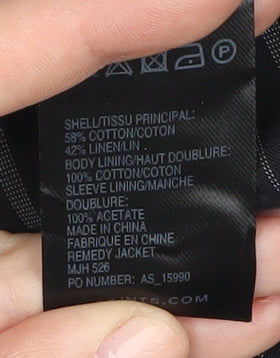 SHELL/TISSU PRINCIPAL:
58% COTTON/COTON
42% LINEN/LIN
BODY LINING/HAUT DOUBLURE:
100% COTTON/COTON
SLEEVE LINING/MANCHE
DOUBLURE:
100% ACETATE
MADE IN CHINA
FABRIQUE EN CHINE
REMEDY JACKET
MJH 526
PO NUMBER: AS_15990